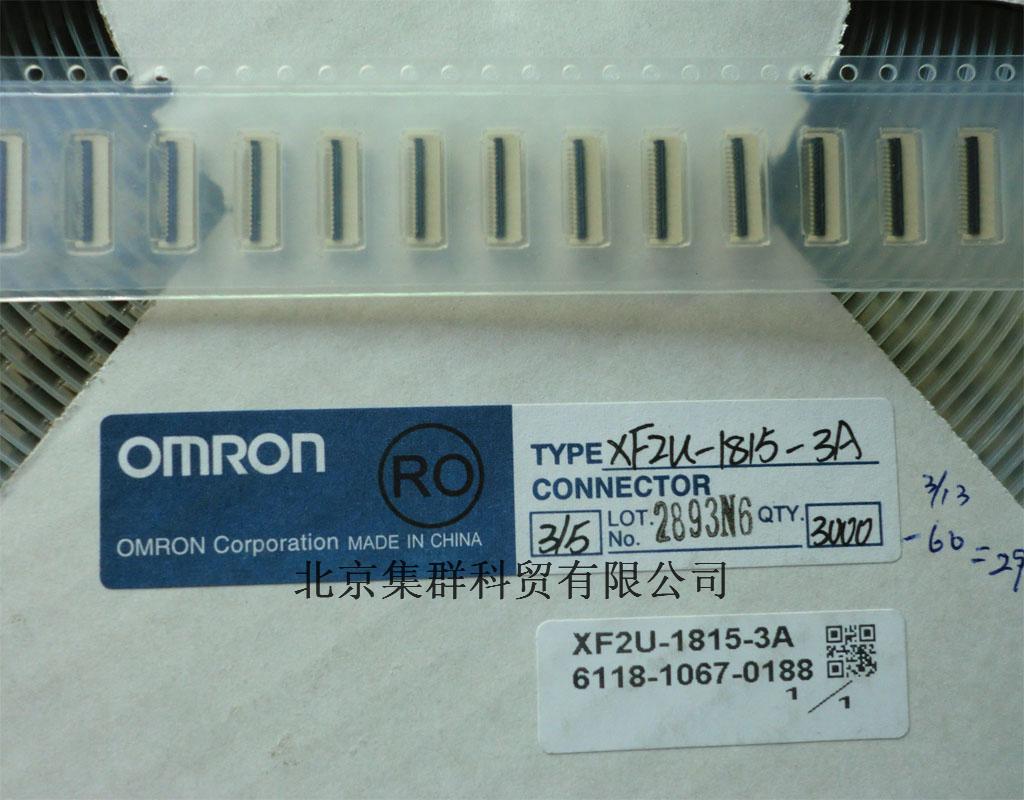 OMRON
RO
OMRON Corporation MADE IN CHINA
TYPE XF2U-1815-3A
CONNECTOR
3/5 LOT. No. 2893N6 QTY. 3000
3/13
-60
=29
北京集群科贸有限公司
XF2U-1815-3A
6118-1067-0188
1/1